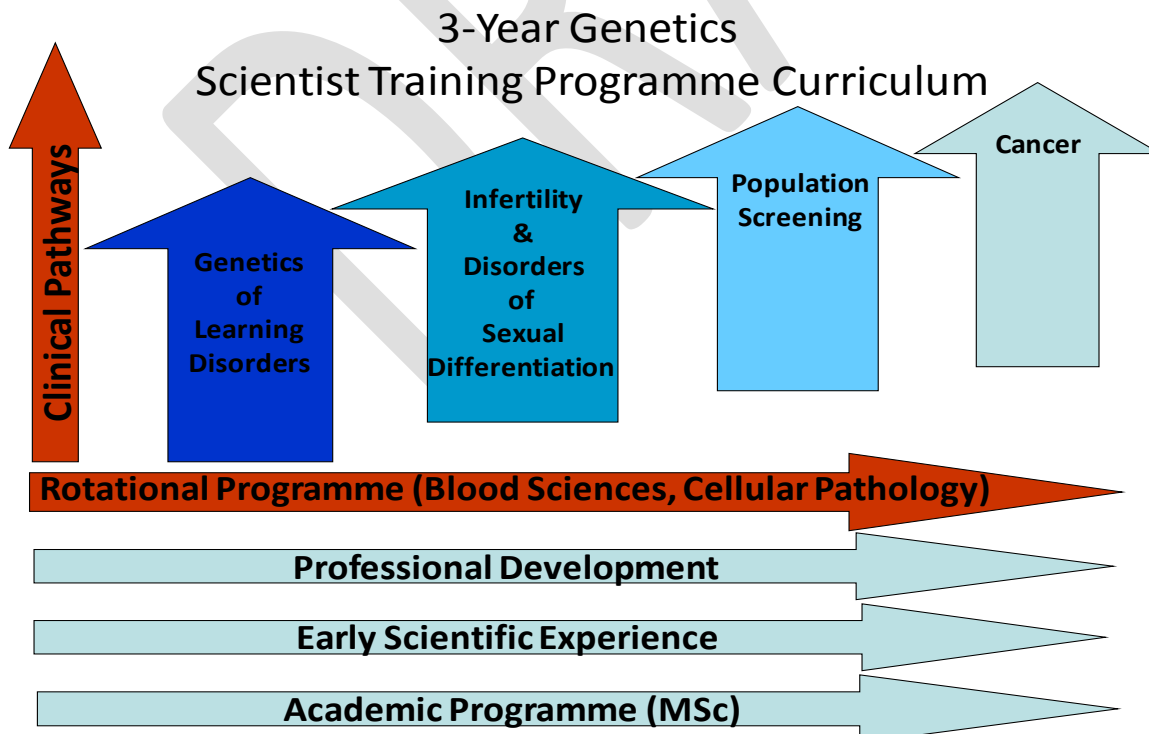 3-Year Genetics
Scientist Training Programme Curriculum
Clinical Pathways
Genetics
of
Learning
Disorders
Infertility
&
Disorders
of
Sexual
Differentiation
Population
Screening
Cancer
Rotational Programme (Blood Sciences, Cellular Pathology)
Professional Development
Early Scientific Experience
Academic Programme (MSc)